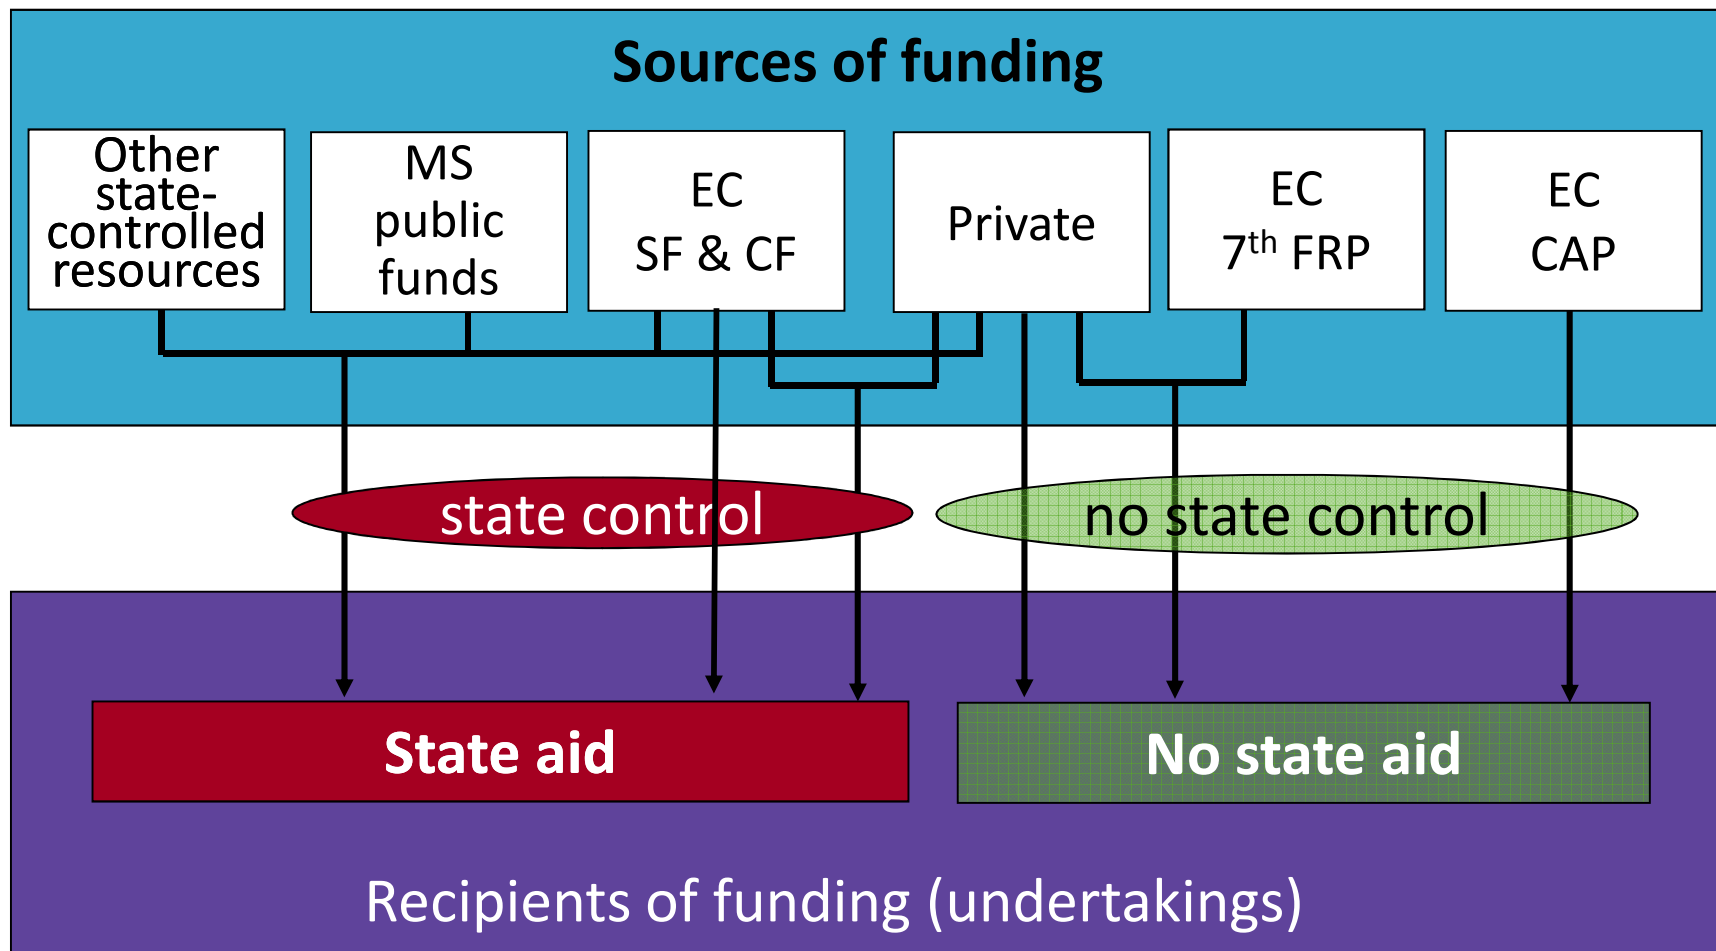 Sources of funding
Other
state-
controlled
resources
MS
public
funds
EC
SF & CF
Private
EC
7th FRP
EC
CAP
state control
no state control
State aid
No state aid
Recipients of funding (undertakings)